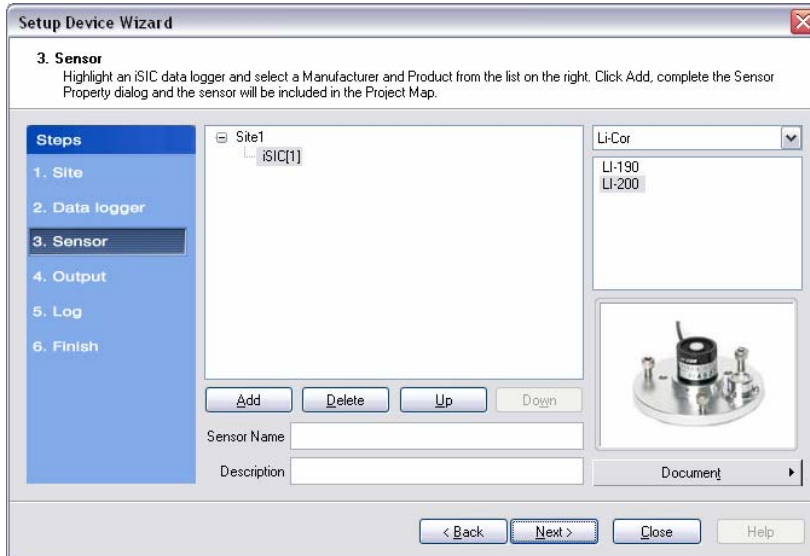 Setup Device Wizard
3. Sensor
Highlight an iSIC data logger and select a Manufacturer and Product from the list on the right. Click Add, complete the Sensor
Property dialog and the sensor will be included in the Project Map.
Steps
1. Site
2. Data logger
3. Sensor
4. Output
5. Log
6. Finish
Site1
iSIC[1]
Li-Cor
LI-190
LI-200
Add
Delete
Up
Down
Sensor Name
Description
Document
< Back
Next >
Close
Help